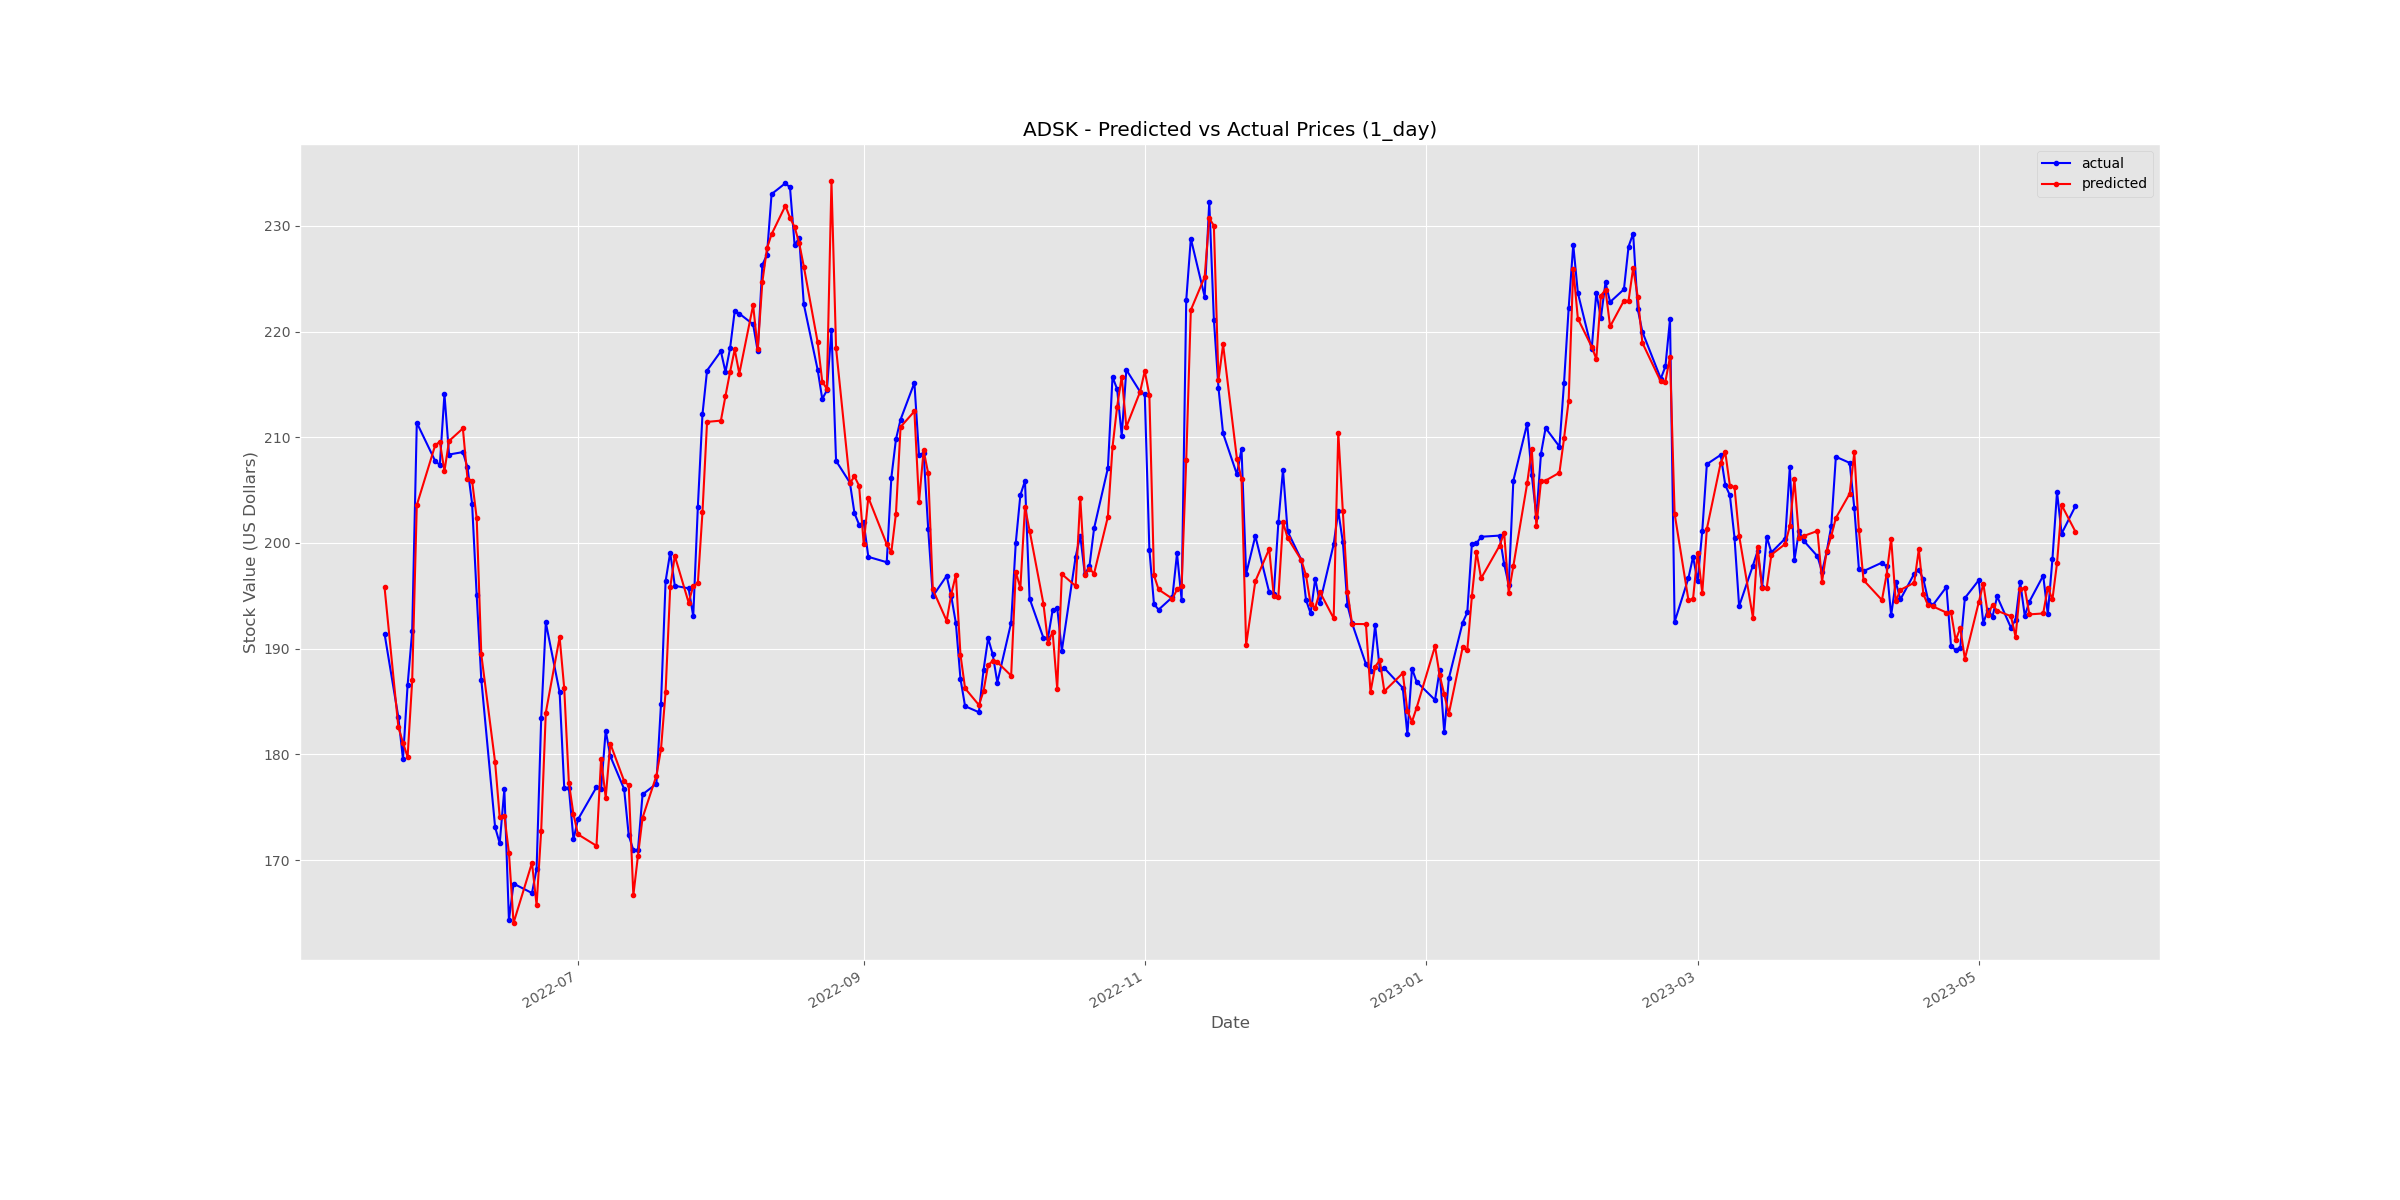 ADSK - Predicted vs Actual Prices (1_day)
actual
predicted
Stock Value (US Dollars)
230
220
210
200
190
180
170
2022-07
2022-09
2022-11
2023-01
2023-03
2023-05
Date